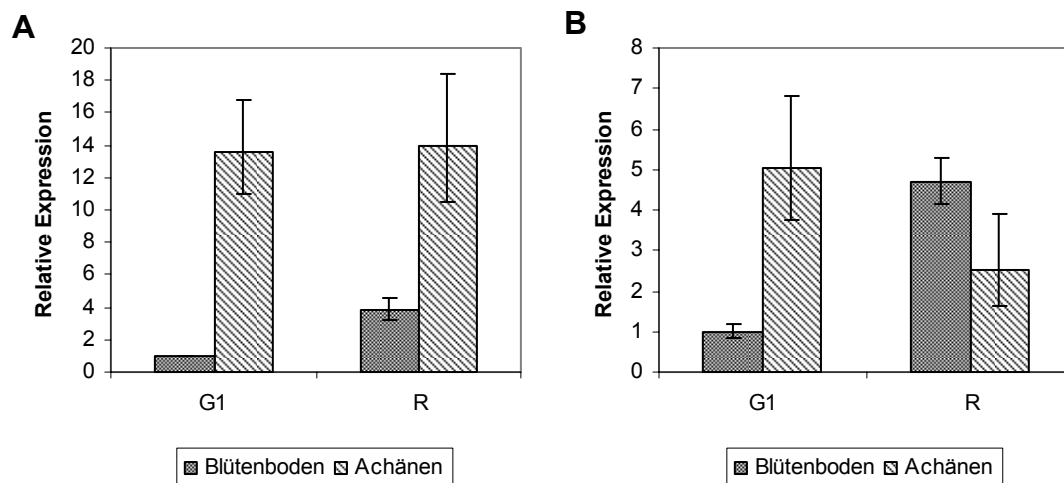 A
Relative Expression
20
18
16
14
12
10
8
6
4
2
0
G1 R
Blütenboden Achänen
B
Relative Expression
8
7
6
5
4
3
2
1
0
G1 R
Blütenboden Achänen